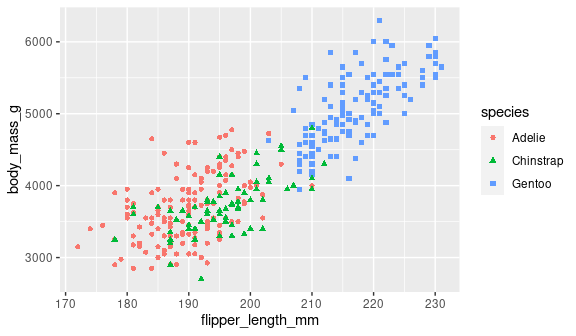 6000
5000
4000
3000
body_mass_g
170
180
190
200
210
220
230
flipper_length_mm
species
Adelie
Chinstrap
Gentoo